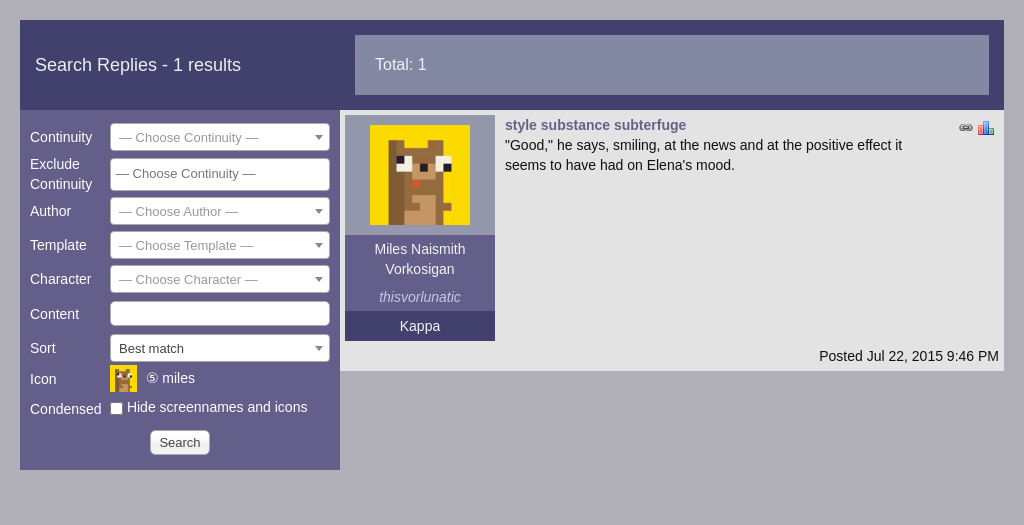 Search Replies - 1 results
Total: 1
Continuity
— Choose Continuity —
Exclude
Continuity
— Choose Continuity —
Author
— Choose Author —
Template
— Choose Template —
Character
— Choose Character —
Content
Sort
Best match
Icon
⑤ miles
Condensed
Hide screennames and icons
Search
Miles Naismith
Vorkosigan
thisvorlunatic
Kappa
style substance subterfuge
"Good," he says, smiling, at the news and at the positive effect it
seems to have had on Elena's mood.
Posted Jul 22, 2015 9:46 PM